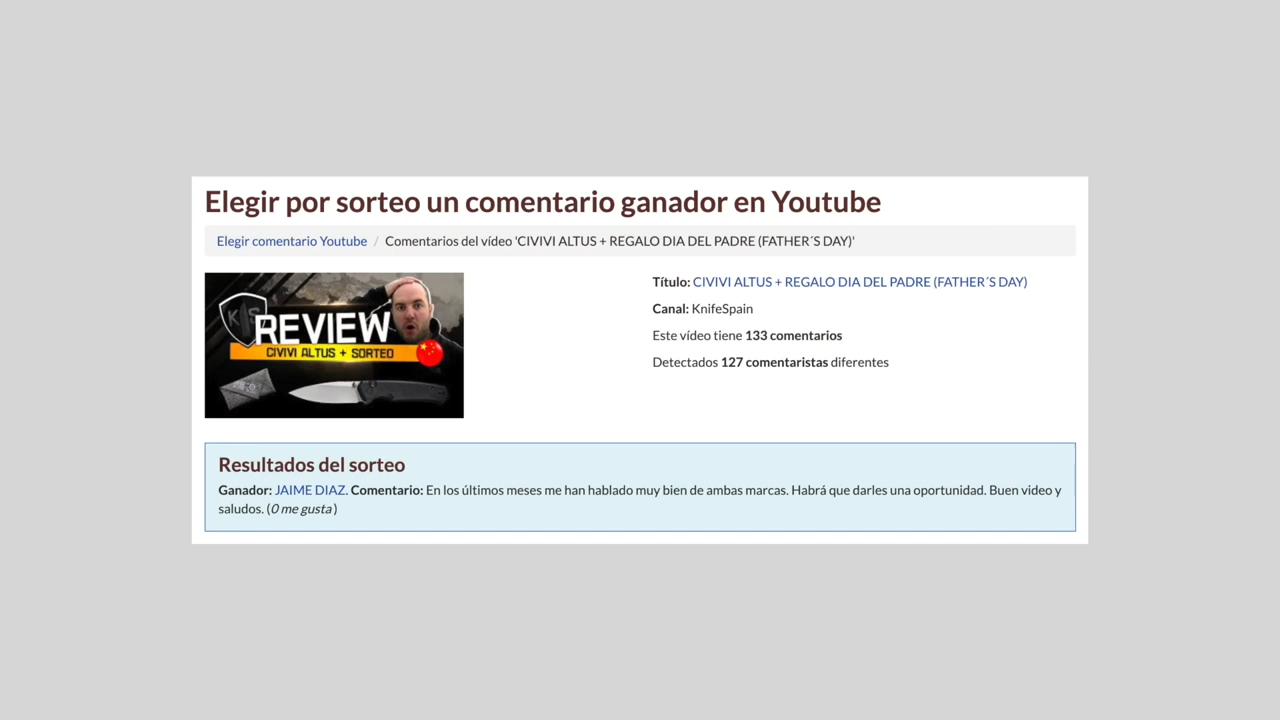 Elegir por sorteo un comentario ganador en Youtube
Elegir comentario Youtube / Comentarios del vídeo 'CIVIVI ALTUS + REGALO DIA DEL PADRE (FATHER´S DAY)'
KS
REVIEW
CIVIVI ALTUS + SORTEO
Título: CIVIVI ALTUS + REGALO DIA DEL PADRE (FATHER´S DAY)
Canal: KnifeSpain
Este vídeo tiene 133 comentarios
Detectados 127 comentaristas diferentes
Resultados del sorteo
Ganador: JAIME DIAZ. Comentario: En los últimos meses me han hablado muy bien de ambas marcas. Habrá que darles una oportunidad. Buen video y
saludos. (0 me gusta )